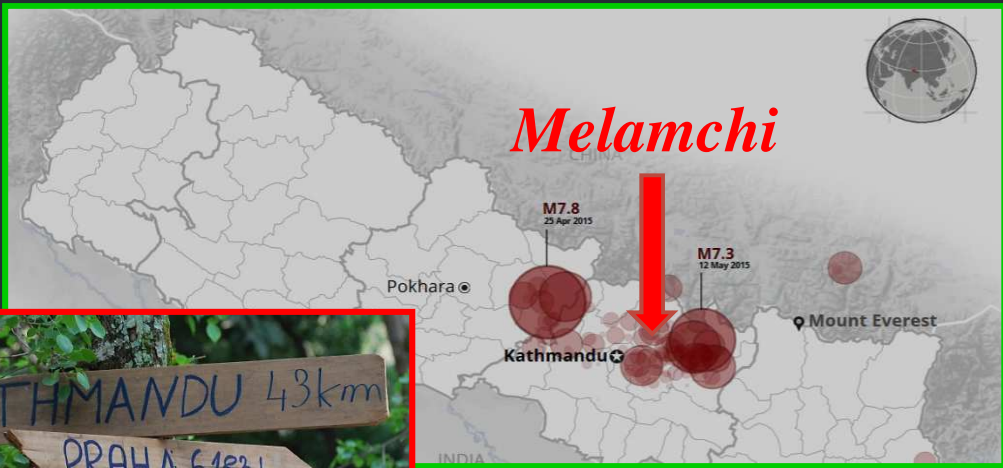 Melamchi
CHINA
M7.8
25 Apr 2015
M7.3
12 May 2015
Pokhara
Mount Everest
Kathmandu
THMANDU 43km
PRAHA
INDIA